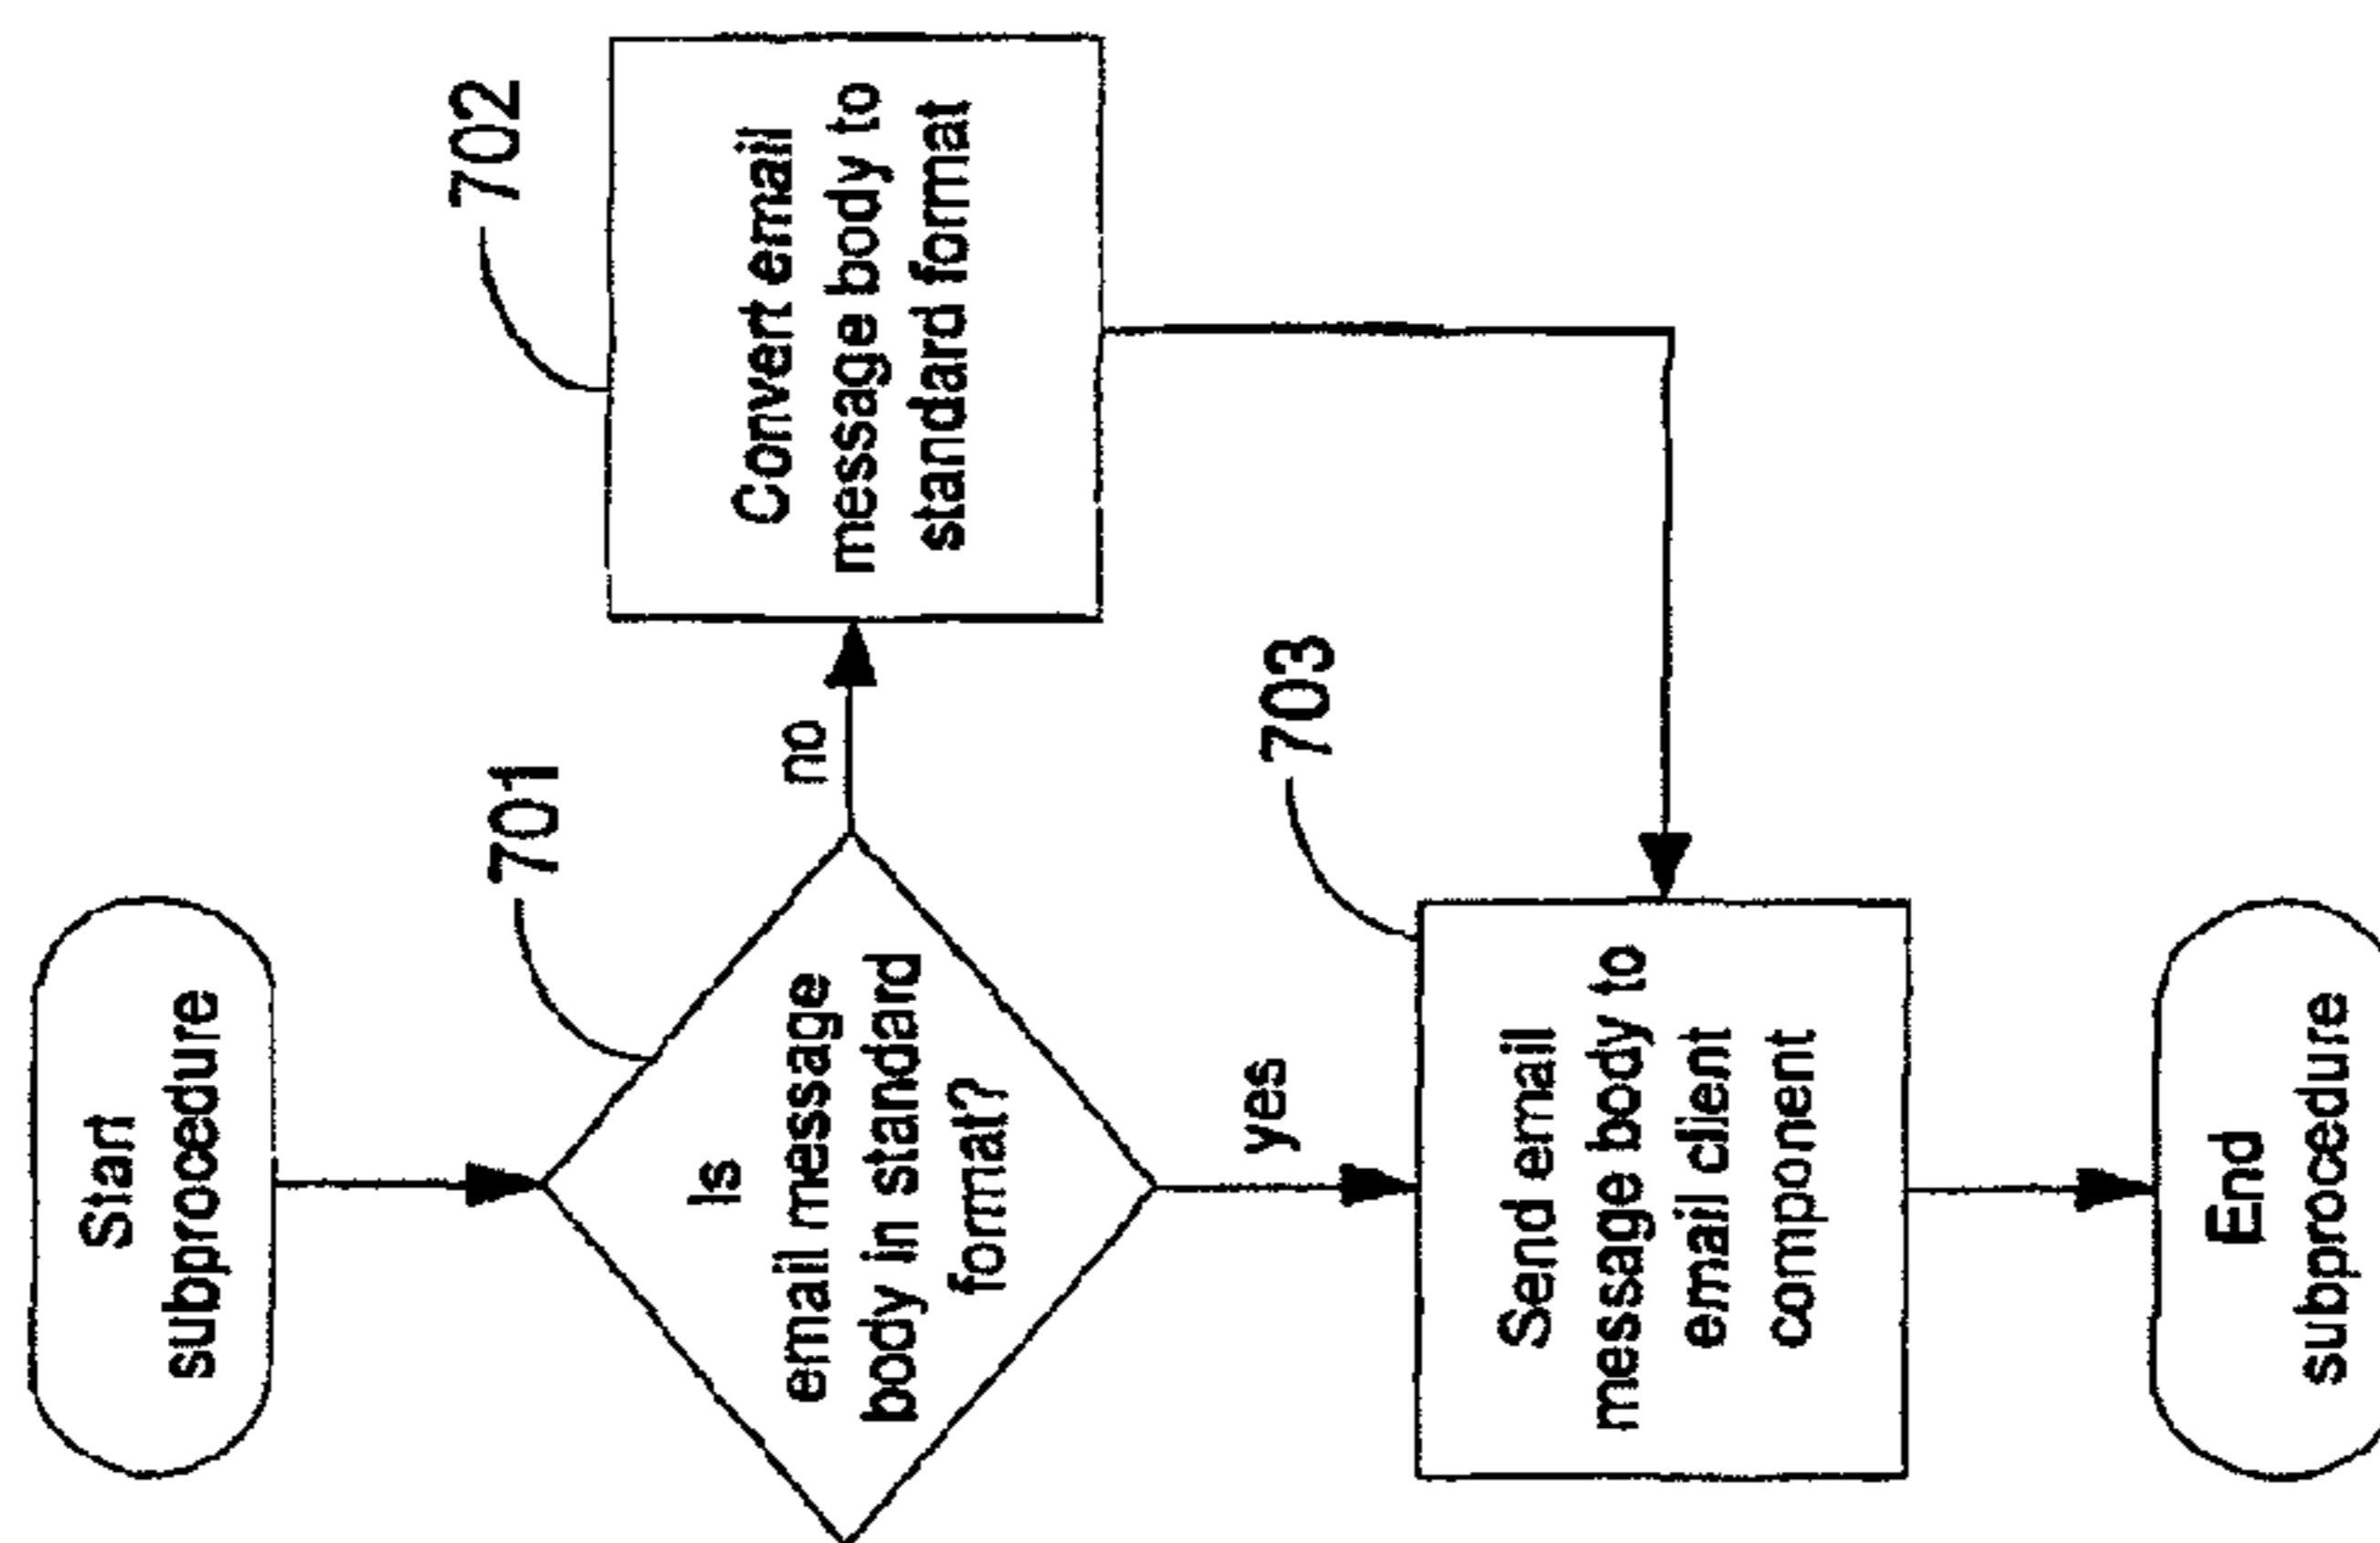 Start
subprocedure
701
Is
email message
body in standard
format?
no
702
Convert email
message body to
standard format
yes
703
Send email
message body to
email client
component
End
subprocedure